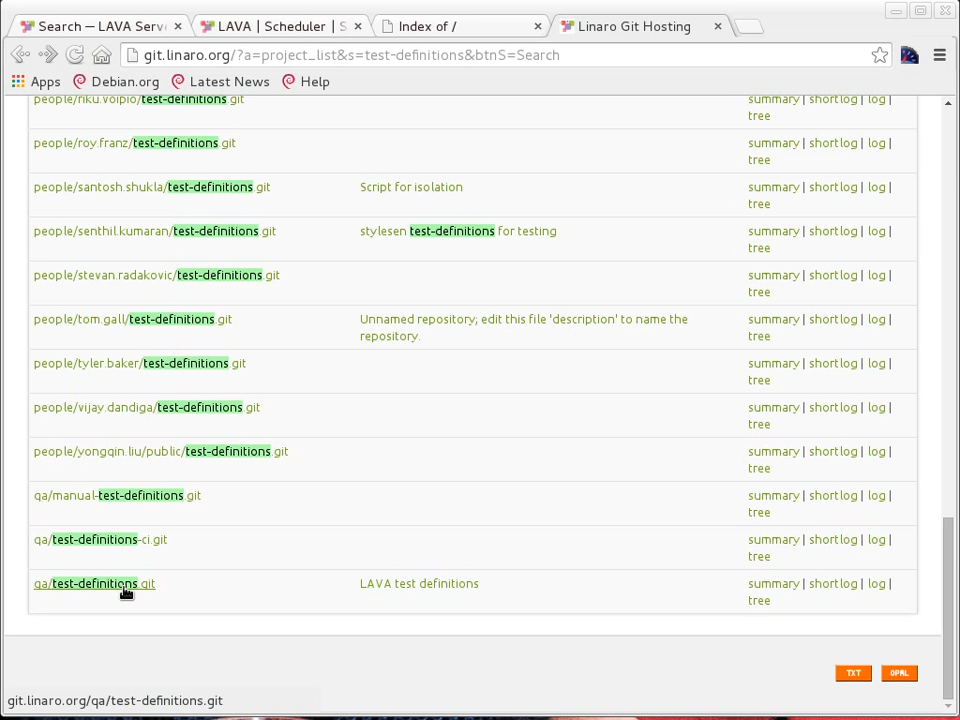 Search — LAVA Serv
LAVA | Scheduler | S
Index of /
Linaro Git Hosting
git.linaro.org/?a=project_list&s=test-definitions&btnS=Search
Apps
Debian.org
Latest News
Help
people/riku.voipio/test-definitions.git
summary | shortlog | log |
tree
people/roy.franz/test-definitions.git
summary | shortlog | log |
tree
people/santosh.shukla/test-definitions.git
Script for isolation
summary | shortlog | log |
tree
people/senthil.kumaran/test-definitions.git
stylesen test-definitions for testing
summary | shortlog | log |
tree
people/stevan.radakovic/test-definitions.git
summary | shortlog | log |
tree
people/tom.gall/test-definitions.git
Unnamed repository; edit this file 'description' to name the
repository.
summary | shortlog | log |
tree
people/tyler.baker/test-definitions.git
summary | shortlog | log |
tree
people/vijay.dandiga/test-definitions.git
summary | shortlog | log |
tree
people/yongqin.liu/public/test-definitions.git
summary | shortlog | log |
tree
qa/manual-test-definitions.git
summary | shortlog | log |
tree
qa/test-definitions-ci.git
summary | shortlog | log |
tree
qa/test-definitions.git
LAVA test definitions
summary | shortlog | log |
tree
TXT
OPML
git.linaro.org/qa/test-definitions.git